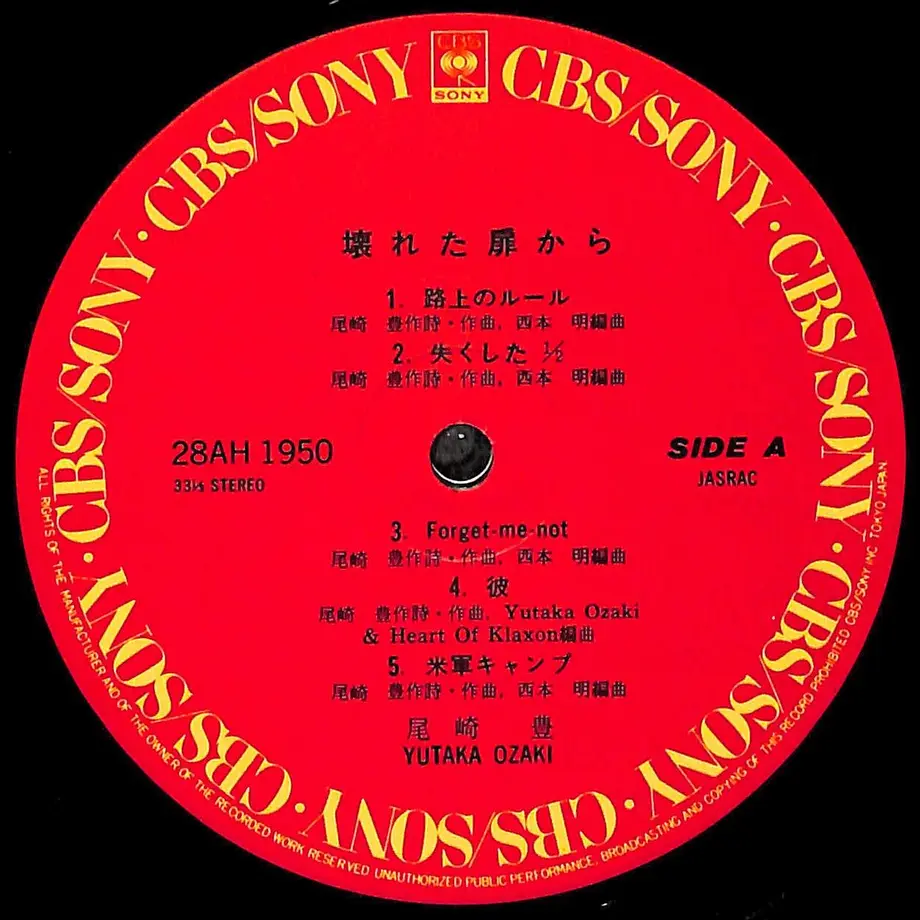 CBS
SONY
CBS/SONY · CBS/SONY · CBS/SONY · CBS/SONY · CBS/SONY · CBS/SONY · CBS/SONY · CBS/SONY
壊れた扉から
1. 路上のルール
尾崎 豊作詩・作曲, 西本 明編曲
2. 失くした ½
尾崎 豊作詩・作曲, 西本 明編曲
28AH 1950
33⅓ STEREO
SIDE A
JASRAC
3. Forget-me-not
尾崎 豊作詩・作曲, 西本 明編曲
4. 彼
尾崎 豊作詩・作曲, Yutaka Ozaki
& Heart Of Klaxon編曲
5. 米軍キャンプ
尾崎 豊作詩・作曲, 西本 明編曲
尾崎 豊
YUTAKA OZAKI
ALL RIGHTS OF THE MANUFACTURER AND OF THE OWNER OF THE RECORDED WORK RESERVED UNAUTHORIZED PUBLIC PERFORMANCE, BROADCASTING AND COPYING OF THIS RECORD PROHIBITED CBS/SONY INC. TOKYO JAPAN